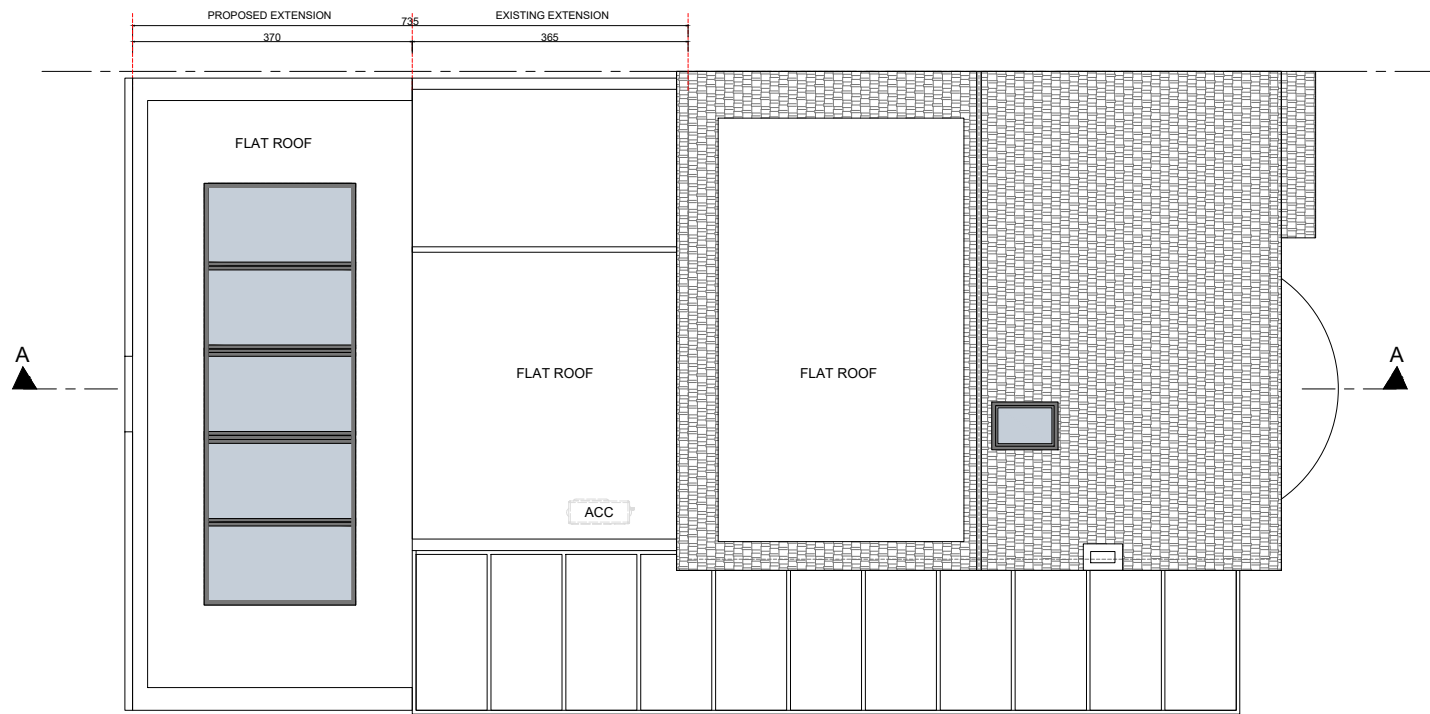 PROPOSED EXTENSION
EXISTING EXTENSION
735
370
365
FLAT ROOF
A
A
FLAT ROOF
FLAT ROOF
ACC